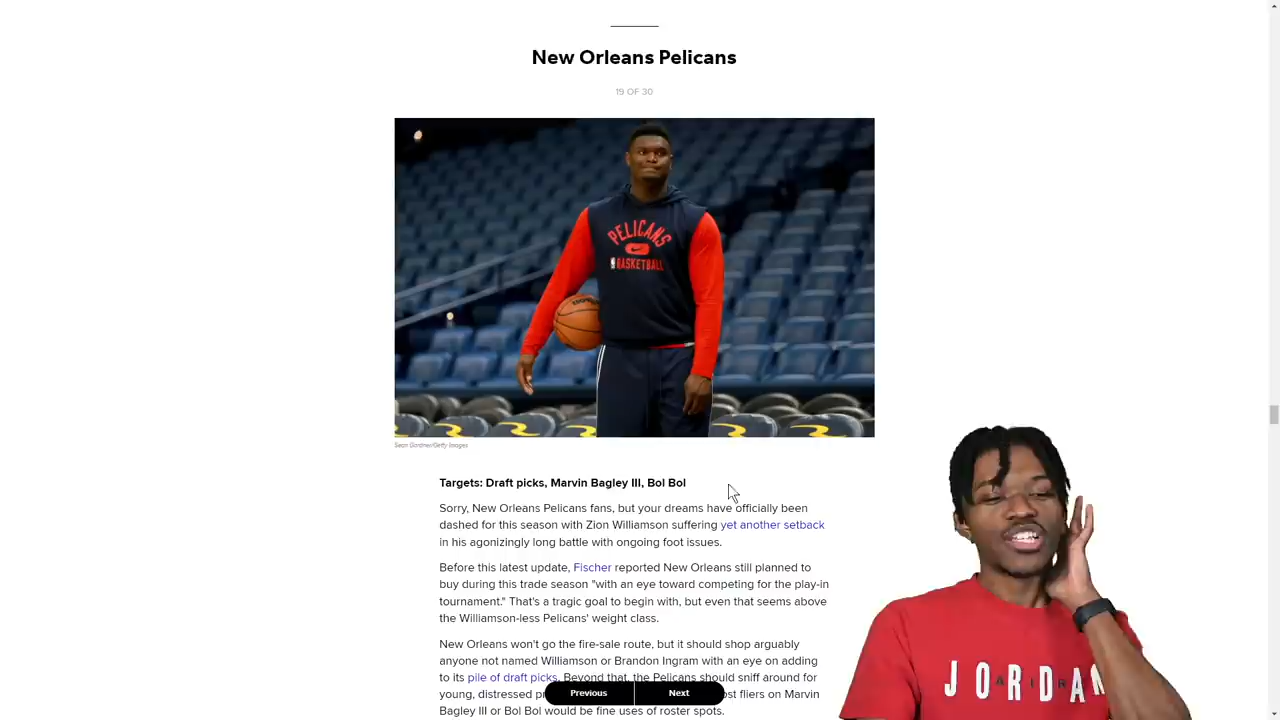 New Orleans Pelicans
19 OF 30
PELICANS
BASKETBALL
Sean Gardner/Getty Images
Targets: Draft picks, Marvin Bagley III, Bol Bol
Sorry, New Orleans Pelicans fans, but your dreams have officially been
dashed for this season with Zion Williamson suffering yet another setback
in his agonizingly long battle with ongoing foot issues.
Before this latest update, Fischer reported New Orleans still planned to
buy during this trade season "with an eye toward competing for the play-in
tournament." That's a tragic goal to begin with, but even that seems above
the Williamson-less Pelicans' weight class.
New Orleans won't go the fire-sale route, but it should shop arguably
anyone not named Williamson or Brandon Ingram with an eye on adding
to its pile of draft picks. Beyond that, the Pelicans should sniff around for
young, distressed fliers on Marvin
Bagley III or Bol Bol would be fine uses of roster spots.
Previous Next
JORDAN